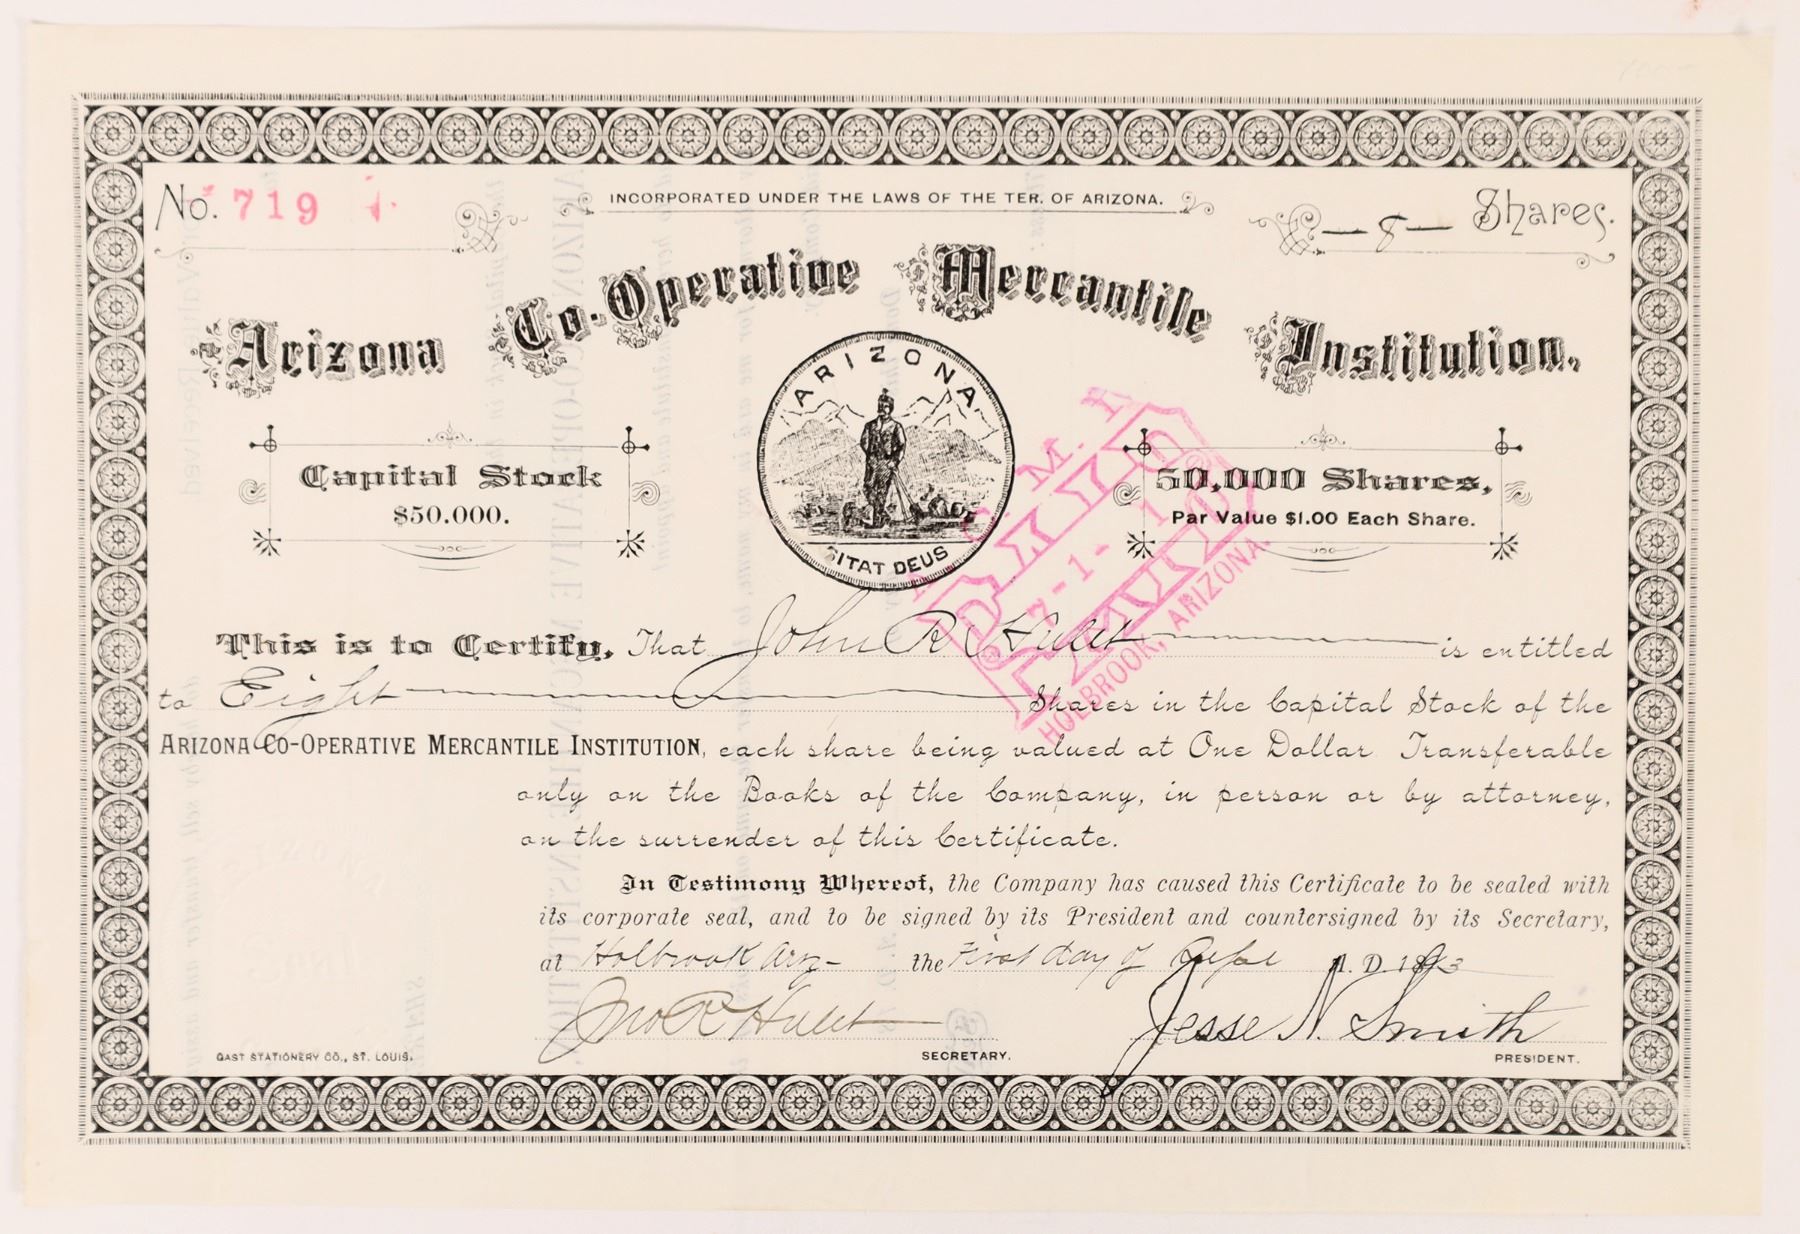 No. 719
INCORPORATED UNDER THE LAWS OF THE TER. OF ARIZONA.
— 8 — Shares.
Arizona Co-Operative Mercantile Institution,
ARIZONA
SITAT DEUS
Capital Stock
$50.000.
50,000 Shares,
Par Value $1.00 Each Share.
A. C. M. I.
PAID
7-1-
HOLBROOK, ARIZONA.
This is to Certify, That John R Hulet is entitled
to Eight Shares in the Capital Stock of the
ARIZONA CO-OPERATIVE MERCANTILE INSTITUTION, each share being valued at One Dollar. Transferable
only on the Books of the Company, in person or by attorney,
on the surrender of this Certificate.
In Testimony Whereof, the Company has caused this Certificate to be sealed with
its corporate seal, and to be signed by its President and countersigned by its Secretary,
at Holbrook Ariz- the First day of A. D. 1893
Jno R Hulet
SECRETARY.
Jesse N. Smith
PRESIDENT.
GAST STATIONERY CO., ST. LOUIS.